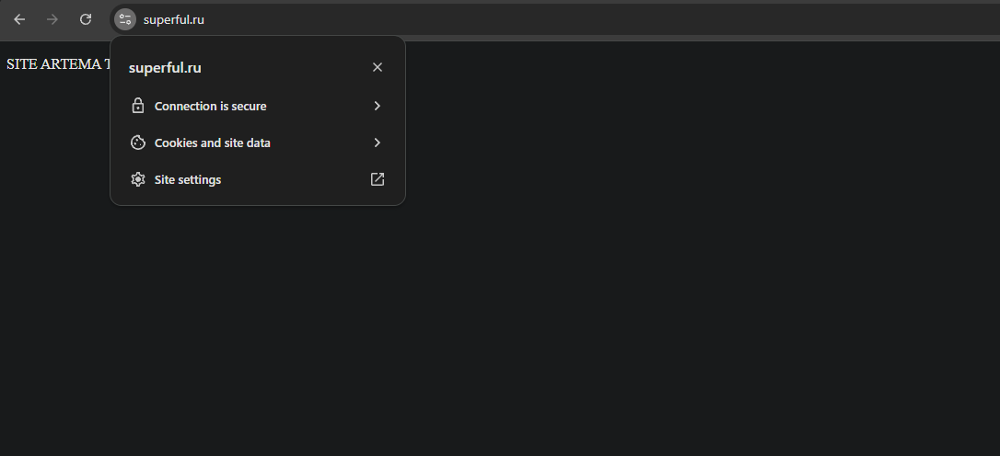 superful.ru
SITE ARTEMA
superful.ru
Connection is secure
Cookies and site data
Site settings